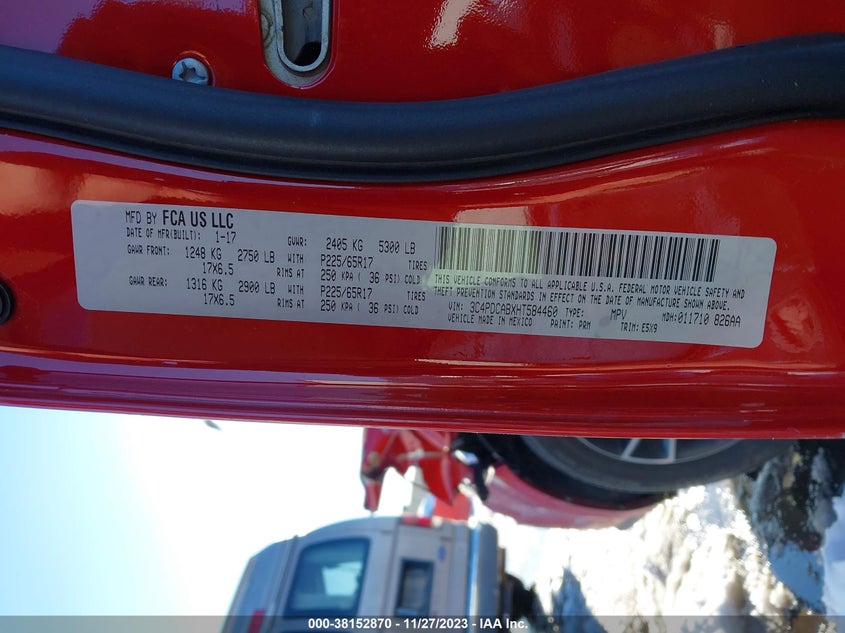 MFD BY FCA US LLC
DATE OF MFR(BUILT): 1-17 GVWR: 2405 KG 5300 LB
GAWR FRONT: 1248 KG 2750 LB WITH P225/65R17 TIRES
17X6.5 RIMS AT 250 KPA ( 36 PSI) COLD
GAWR REAR: 1316 KG 2900 LB WITH P225/65R17 TIRES
17X6.5 RIMS AT 250 KPA ( 36 PSI) COLD
THIS VEHICLE CONFORMS TO ALL APPLICABLE U.S.A. FEDERAL MOTOR VEHICLE SAFETY AND
THEFT PREVENTION STANDARDS IN EFFECT ON THE DATE OF MANUFACTURE SHOWN ABOVE.
VIN: 3C4PDCABXHT584460 TYPE: MPV MDH: 011710 826AA
VEHICLE MADE IN MEXICO PAINT: PRM TRIM: E5X9
000-38152870 - 11/27/2023 - IAA Inc.